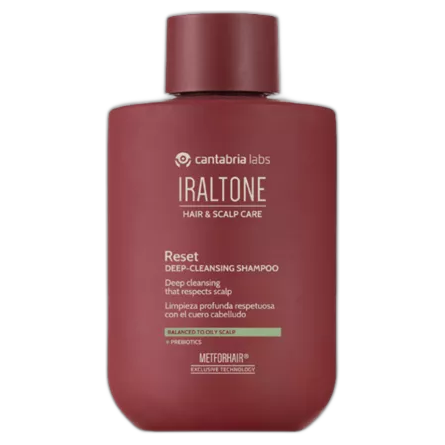 cantabria labs
IRALTONE
HAIR & SCALP CARE
Reset
DEEP-CLEANSING SHAMPOO
Deep cleansing
that respects scalp
Limpieza profunda respetuosa
con el cuero cabelludo
BALANCED TO OILY SCALP
+ PREBIOTICS
METFORHAIR®
EXCLUSIVE TECHNOLOGY